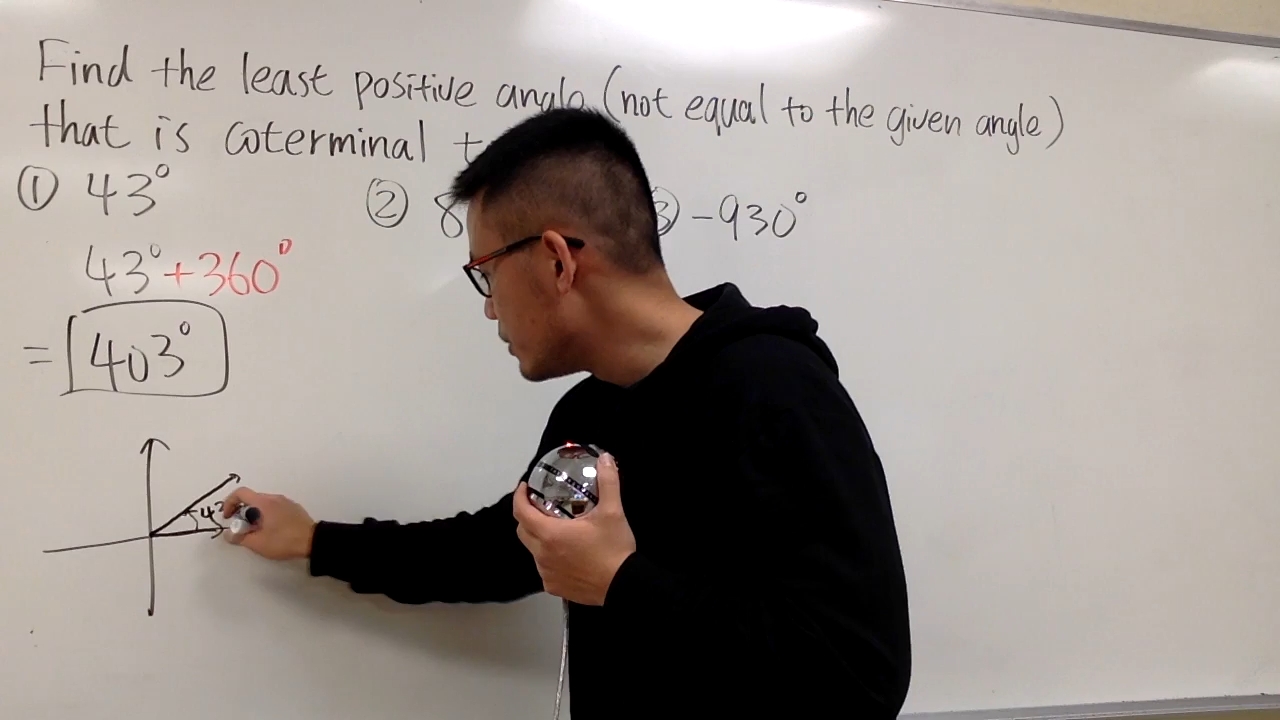 Find the least positive angle (not equal to the given angle)
that is coterminal
① 43° ② 8 ③ -930°
43°+360°
= 403°
43